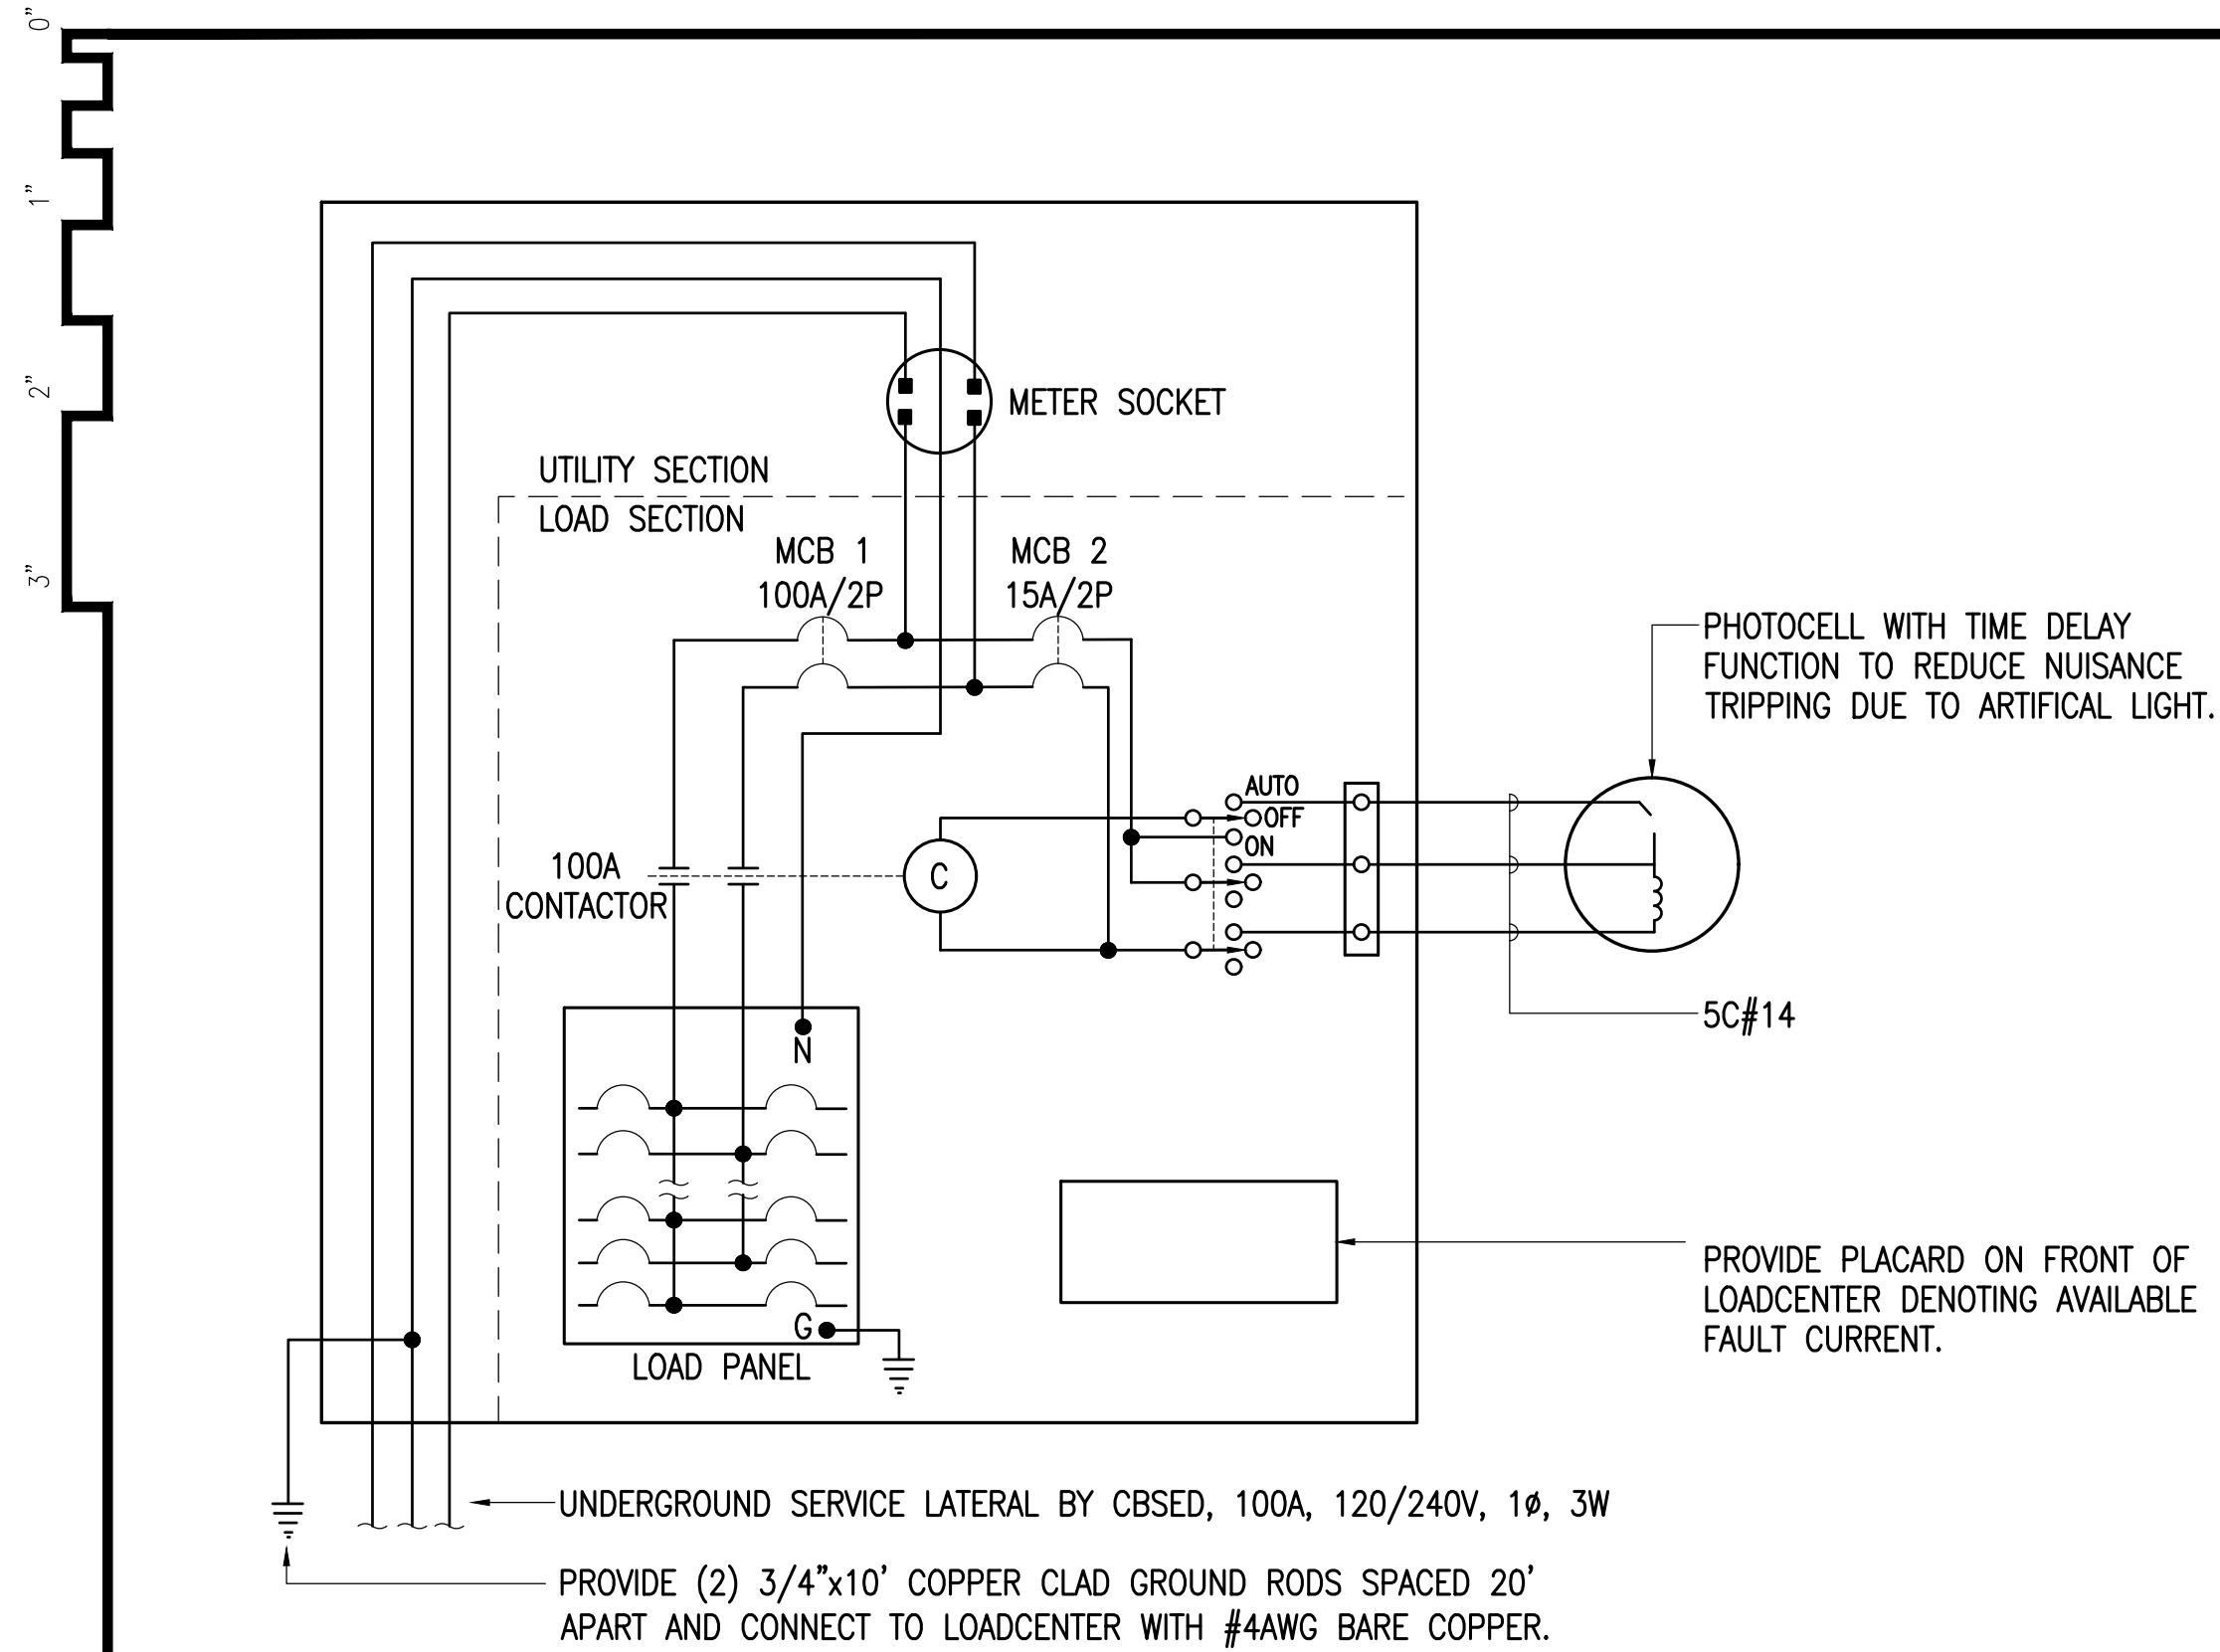 0"
1"
2"
3"
METER SOCKET
UTILITY SECTION
LOAD SECTION
MCB 1
100A/2P
MCB 2
15A/2P
PHOTOCELL WITH TIME DELAY
FUNCTION TO REDUCE NUISANCE
TRIPPING DUE TO ARTIFICAL LIGHT.
AUTO
OFF
ON
100A
CONTACTOR
C
5C#14
N
G
LOAD PANEL
PROVIDE PLACARD ON FRONT OF
LOADCENTER DENOTING AVAILABLE
FAULT CURRENT.
UNDERGROUND SERVICE LATERAL BY CBSED, 100A, 120/240V, 1ø, 3W
PROVIDE (2) 3/4"x10' COPPER CLAD GROUND RODS SPACED 20'
APART AND CONNECT TO LOADCENTER WITH #4AWG BARE COPPER.